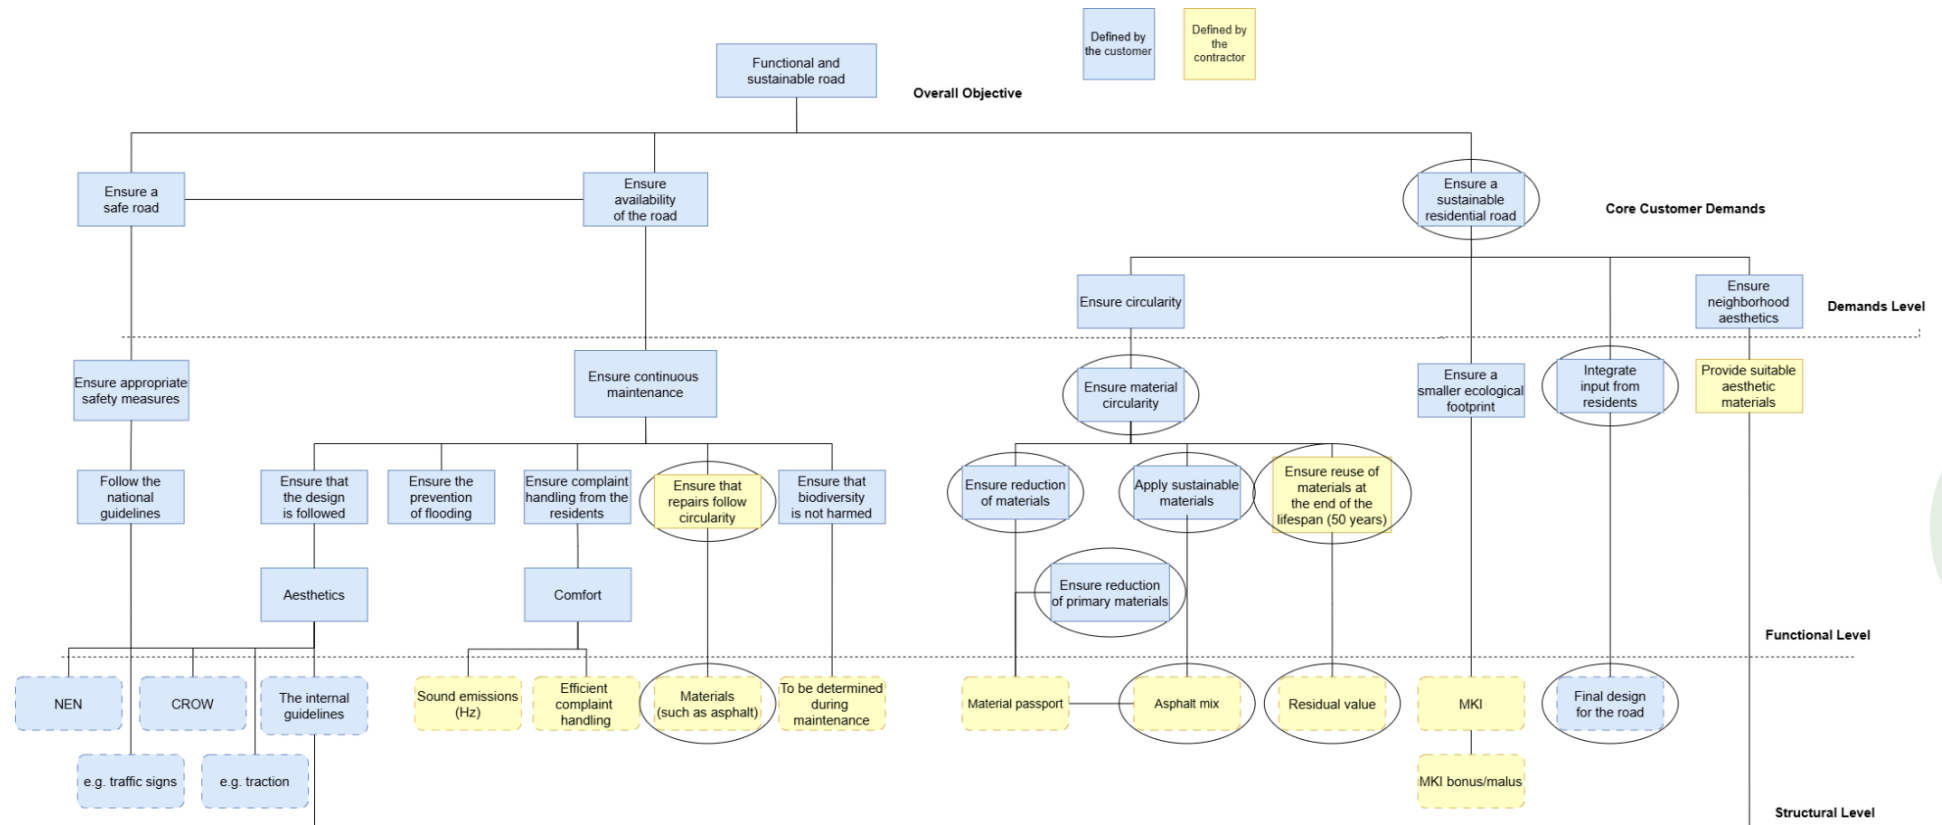 Defined by
the customer
Defined by
the
contractor
Functional and
sustainable road
Overall Objective
Ensure a
safe road
Ensure
availability
of the road
Ensure a
sustainable
residential road
Core Customer Demands
Ensure circularity
Ensure
neighborhood
aesthetics
Demands Level
Ensure appropriate
safety measures
Ensure continuous
maintenance
Ensure material
circularity
Ensure a
smaller ecological
footprint
Integrate
input from
residents
Provide suitable
aesthetic
materials
Follow the
national
guidelines
Ensure that
the design
is followed
Ensure the
prevention
of flooding
Ensure complaint
handling from the
residents
Ensure that
repairs follow
circularity
Ensure that
biodiversity
is not harmed
Ensure reduction
of materials
Apply sustainable
materials
Ensure reuse of
materials at
the end of the
lifespan (50 years)
Aesthetics
Comfort
Ensure reduction
of primary materials
Functional Level
NEN
CROW
The internal
guidelines
Sound emissions
(Hz)
Efficient
complaint
handling
Materials
(such as asphalt)
To be determined
during
maintenance
Material passport
Asphalt mix
Residual value
MKI
Final design
for the road
e.g. traffic signs
e.g. traction
MKI bonus/malus
Structural Level